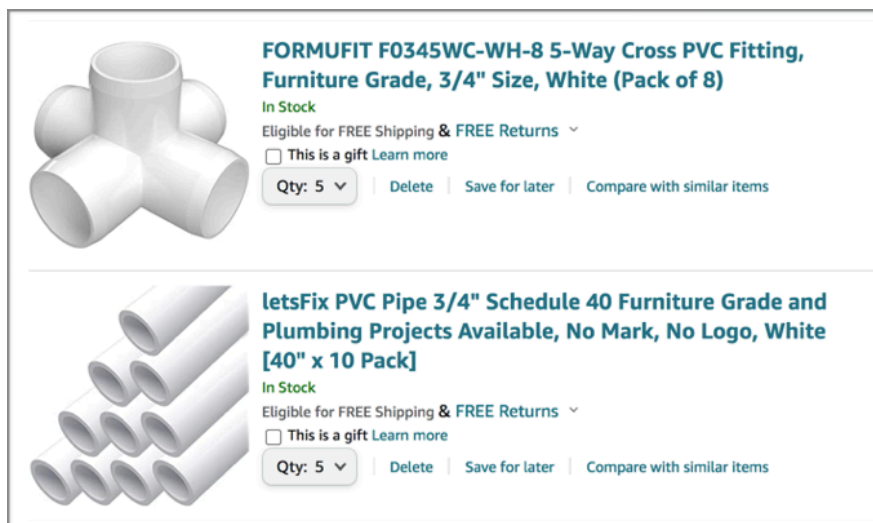 FORMUFIT F0345WC-WH-8 5-Way Cross PVC Fitting,
Furniture Grade, 3/4" Size, White (Pack of 8)
In Stock
Eligible for FREE Shipping & FREE Returns
This is a gift Learn more
Qty: 5 Delete Save for later Compare with similar items
letsFix PVC Pipe 3/4" Schedule 40 Furniture Grade and
Plumbing Projects Available, No Mark, No Logo, White
[40" x 10 Pack]
In Stock
Eligible for FREE Shipping & FREE Returns
This is a gift Learn more
Qty: 5 Delete Save for later Compare with similar items